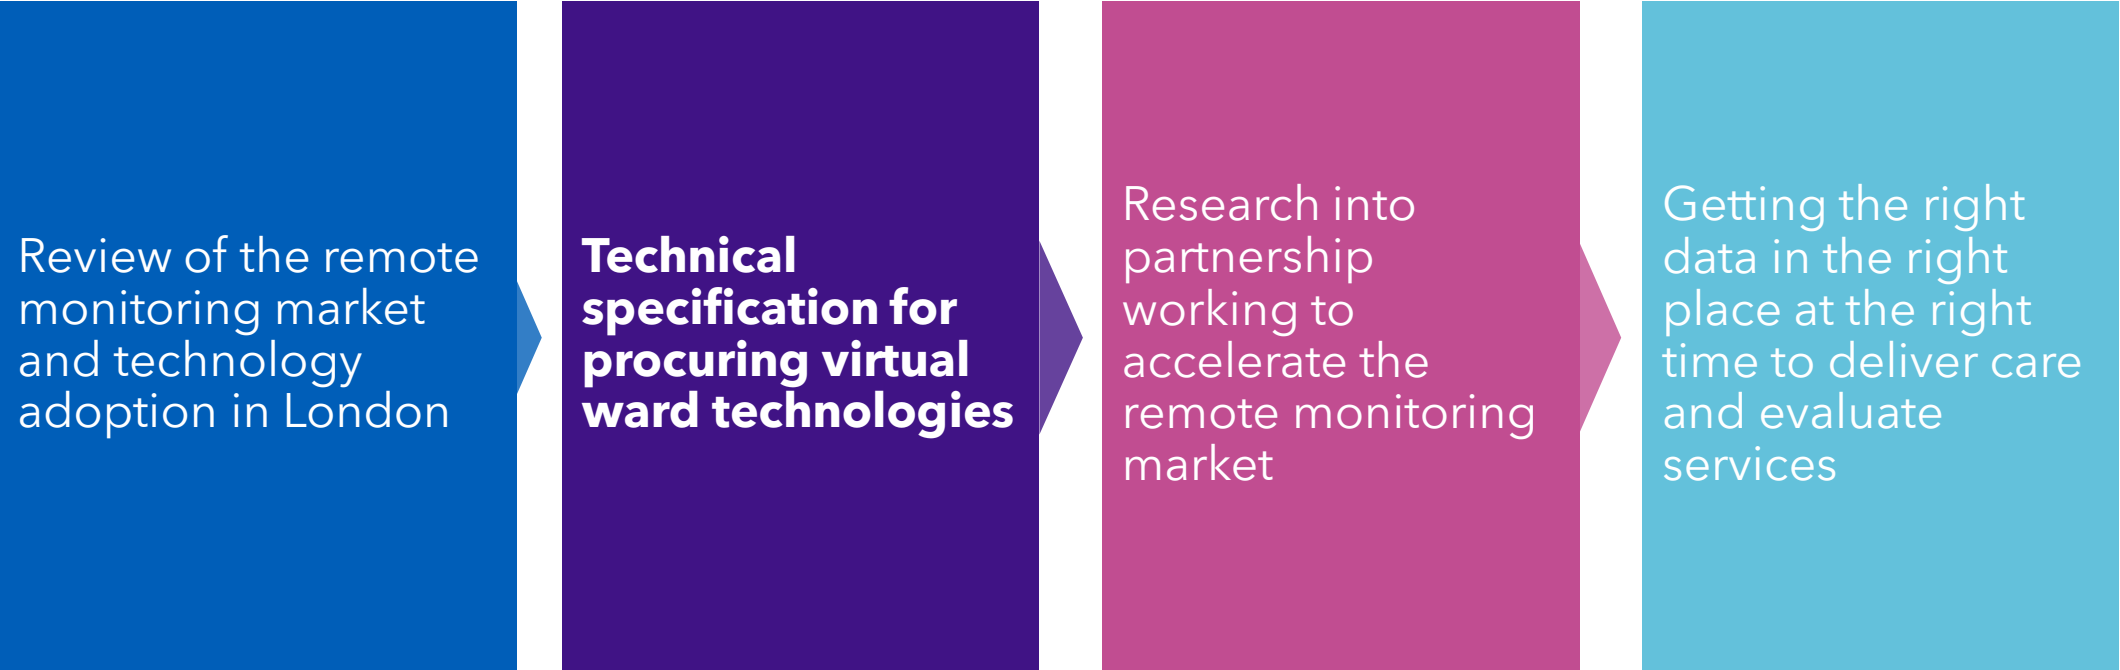 Review of the remote
monitoring market
and technology
adoption in London
Technical
specification for
procuring virtual
ward technologies
Research into
partnership
working to
accelerate the
remote monitoring
market
Getting the right
data in the right
place at the right
time to deliver care
and evaluate
services